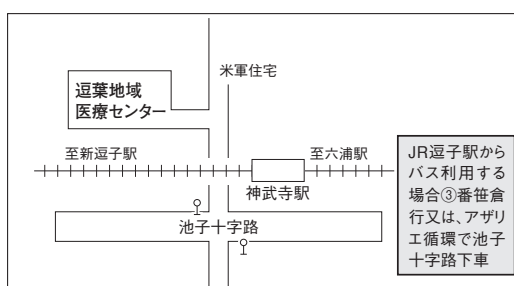 米軍住宅
逗葉地域
医療センター
至新逗子駅
至六浦駅
神武寺駅
池子十字路
JR逗子駅から
バス利用する
場合③番笹倉
行又は、アザリ
エ循環で池子
十字路下車